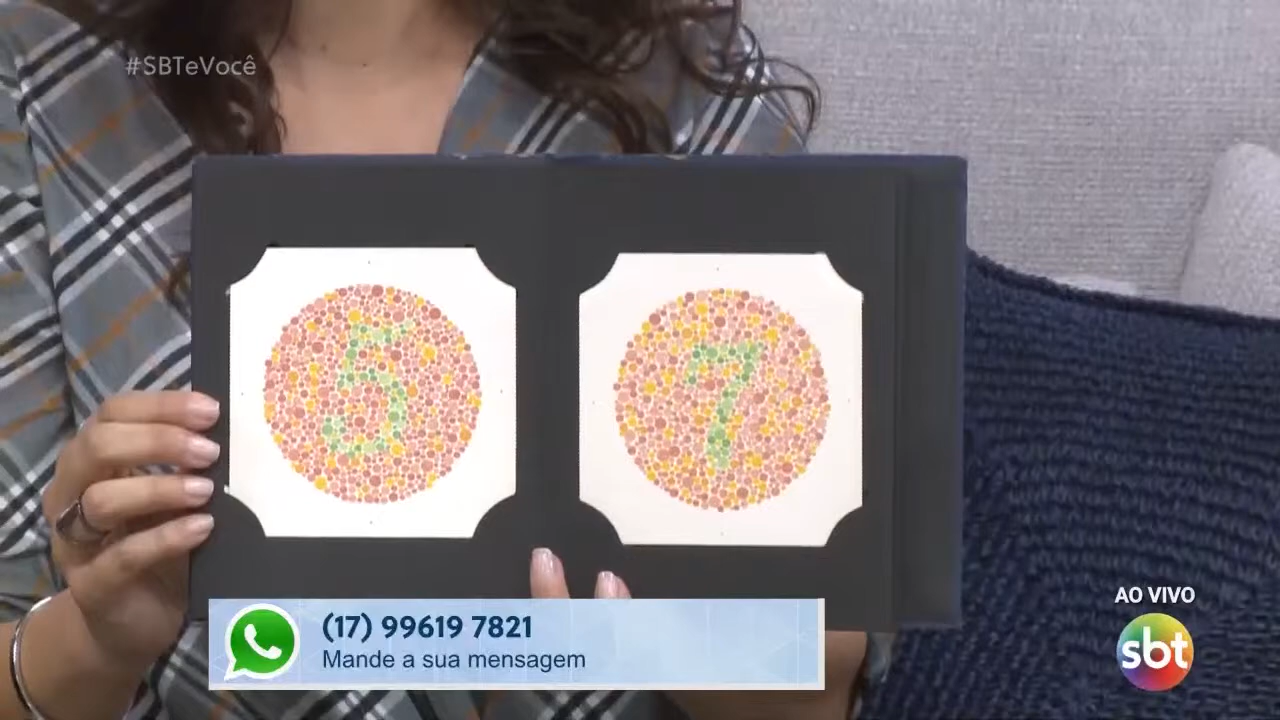 #SBTeVocê
5
7
(17) 99619 7821
Mande a sua mensagem
AO VIVO
sbt